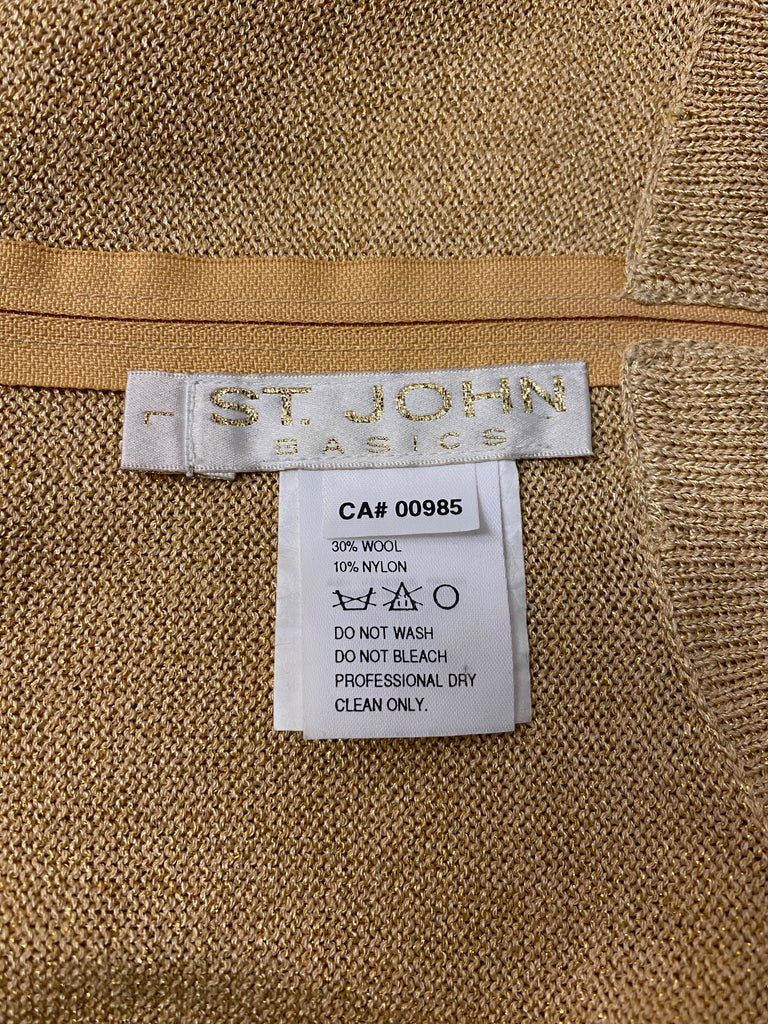 L
ST. JOHN
BASICS
CA# 00985
30% WOOL
10% NYLON
DO NOT WASH
DO NOT BLEACH
PROFESSIONAL DRY
CLEAN ONLY.